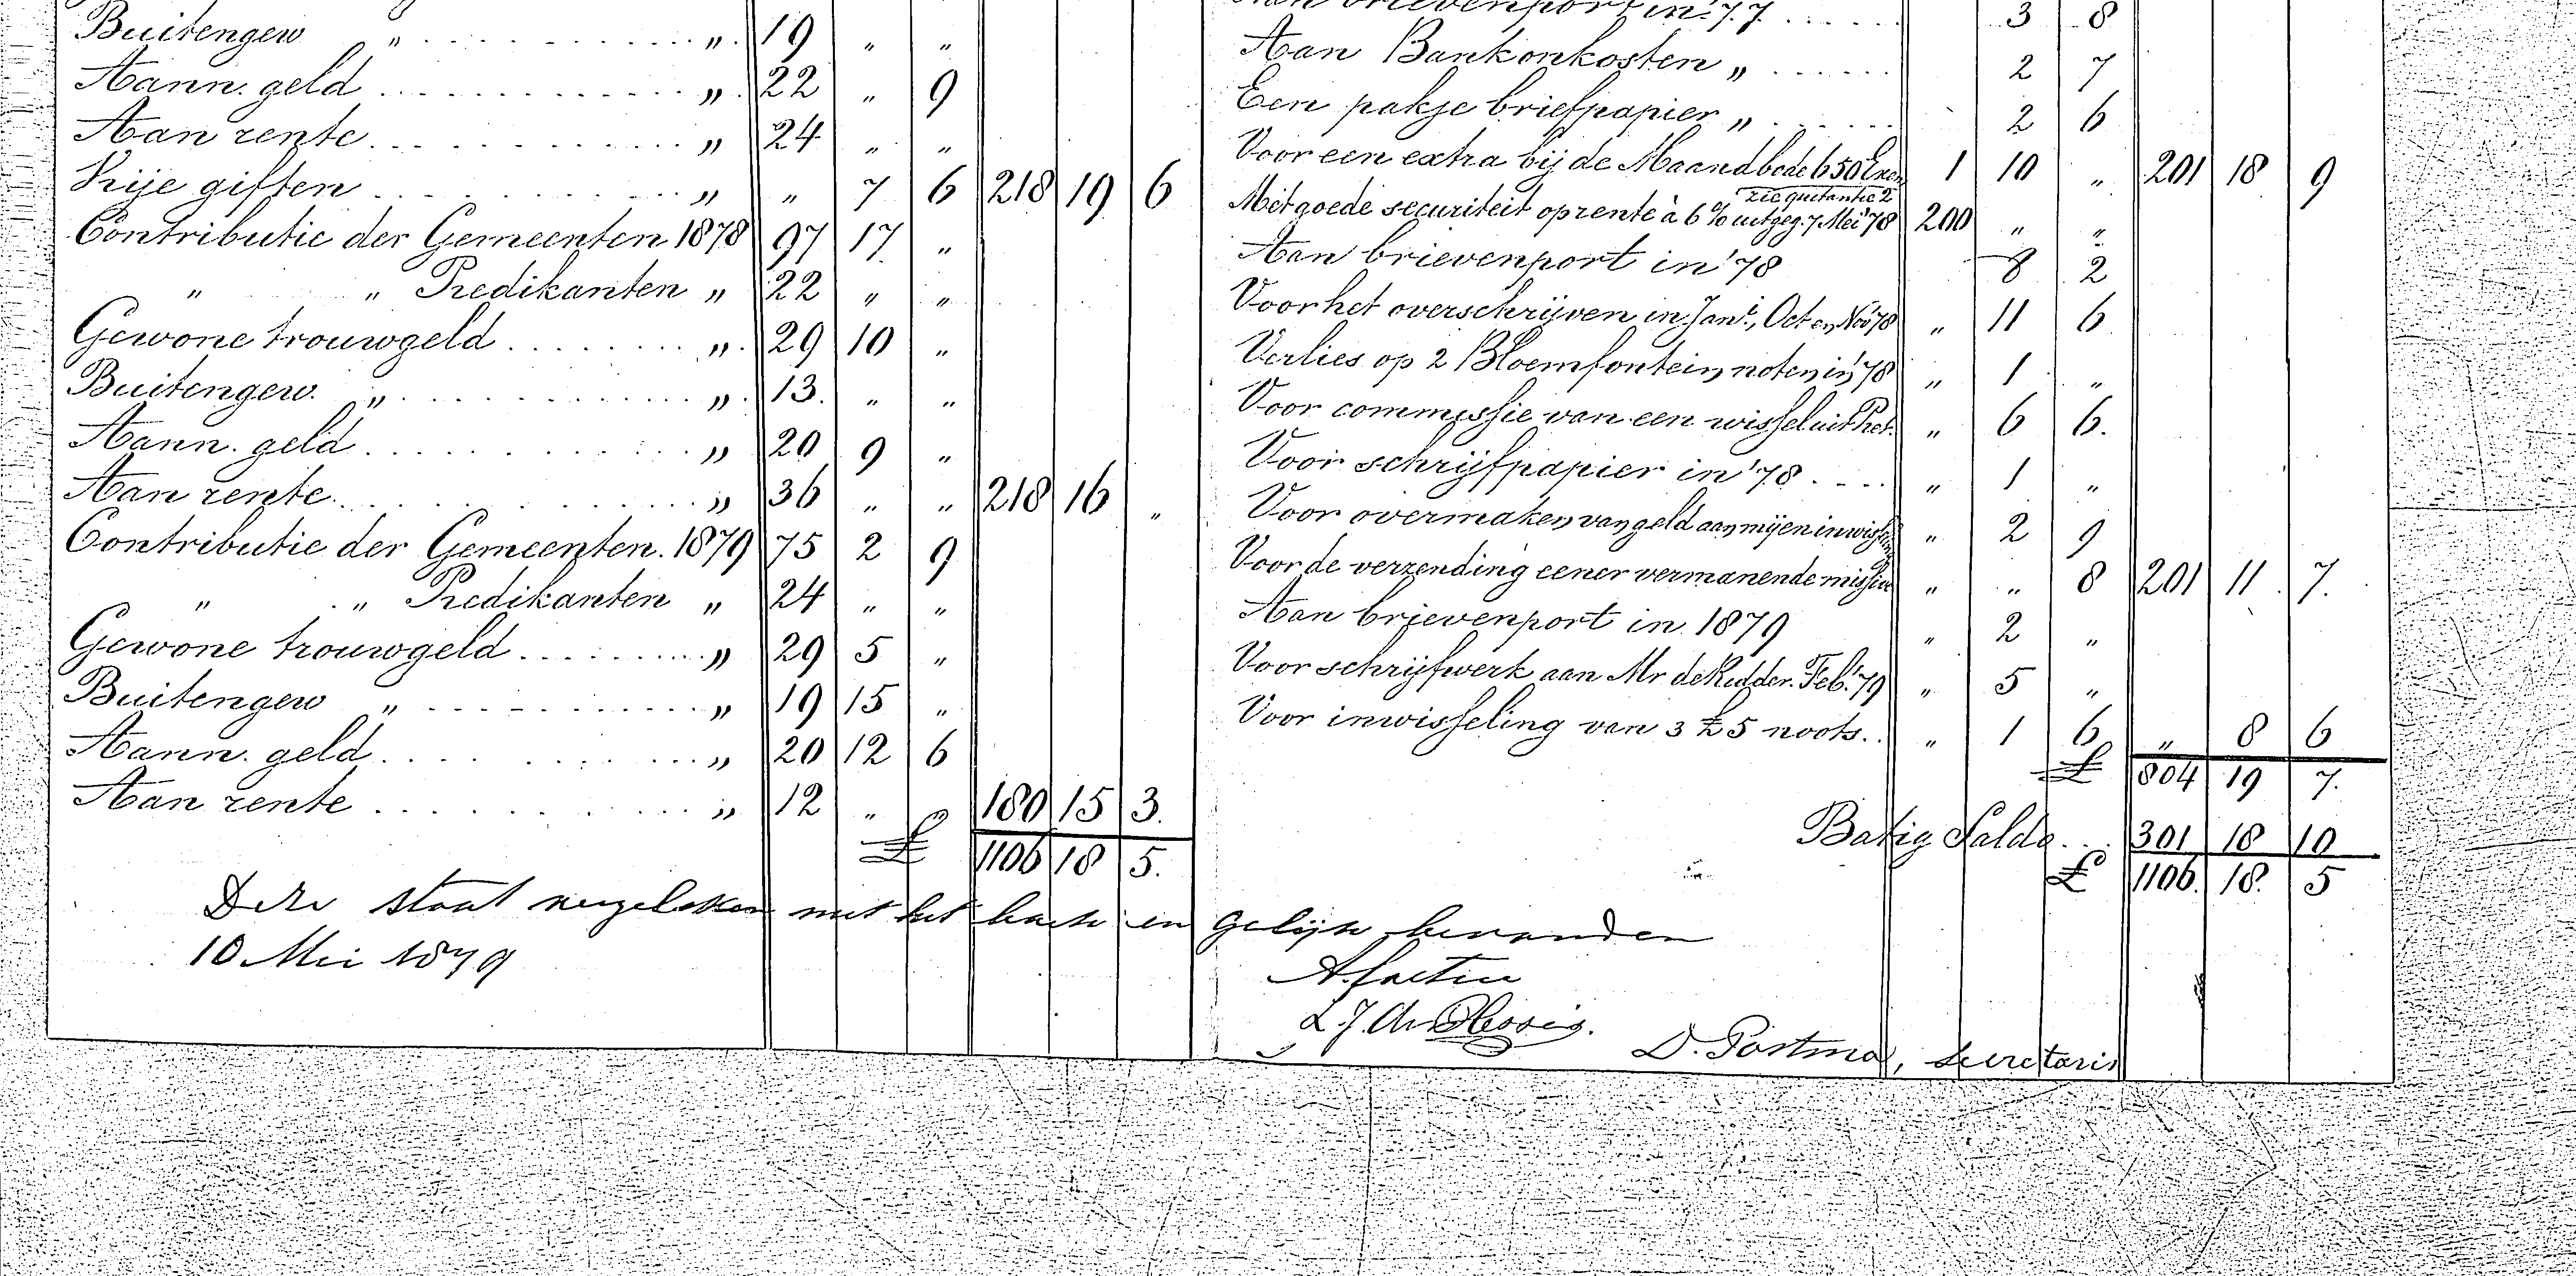 Buitengew " . . . . . . . . . . . „ . 19 " "
Aann. geld . . . . . . . . . . . „ . 22 " 9
Aan rente . . . . . . . . . . . „ 24 " "
Vrije giften . . . . . . . . . . . „ " 7 6 218 19 6
Contributie der Gemeenten 1878 97 17 "
" " Predikanten „ 22 " "
Gewone trouwgeld . . . . . . . „ . 29 10 "
Buitengew. „ . . . . . . . . . . . „ . 13. " "
Aann. geld . . . . . . . . . . . „ 20 9 "
Aan rente . . . . . . . . . . . „ 36 " " 218 16 "
Contributie der Gemeenten. 1879 75 2 9
" " Predikanten „ 24 " "
Gewone trouwgeld . . . . . . . „ 29 5 "
Buitengew „ . . . . . . . . . . . „ 19 15 "
Aann. geld . . . . . . . . . . . „ 20 12 6
Aan rente . . . . . . . . . . . „ 12 " " 180 15 3.
£ 1106 18 5.
Aan brievenport in '77 . . . . . . 3 8
Aan Bankonkosten „ . . . . . . 2 7
Een pakje briefpapier „ . . . . . . 2 6
Voor een extra bij de Maandbode 650 Exem 1 10 " 201 18 9
zie quitantie 2
Met goede securiteit op rente à 6 % uitgeg. 7 Mei '78 200 " "
Aan brievenport in '78 8 2
Voor het overschrijven in Jan., Oct en Nov '78 " 11 6
Verlies op 2 Bloemfontein noten in '78 " 1 "
Voor commissie van een wissel uit Pret. " 6 6.
Voor schrijfpapier in '78 . . . . " 1 "
Voor overmaken van geld aan mij en inwisseling " 2 9
Voor de verzending eener vermanende missive " " 8 201 11 7.
Aan brievenport in 1879 " 2 "
Voor schrijfwerk aan Mr de Ridder. Feb. '79 " 5 "
Voor inwisseling van 3 £5 noots. . " 1 6 " 8 6
£ 804 19 7.
Batig Saldo . . . 301 18 10
£ 1106. 18. 5
Deze staat vergeleken met het boek en gelijk bevonden
10 Mei 1879
L. J. du Plessis.
D. Postma, secretaris